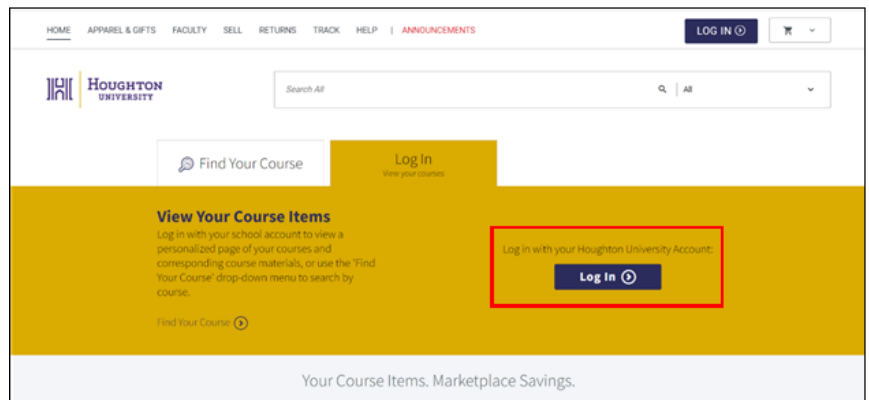 HOME APPAREL & GIFTS FACULTY SELL RETURNS TRACK HELP | ANNOUNCEMENTS LOG IN
HOUGHTON
UNIVERSITY
Search All
All
Find Your Course
Log In
View your courses
View Your Course Items
Log in with your school account to view a
personalized page of your courses and
corresponding course materials, or use the 'Find
Your Course' drop-down menu to search by
course.
Find Your Course
Log in with your Houghton University Account:
Log In
Your Course Items. Marketplace Savings.